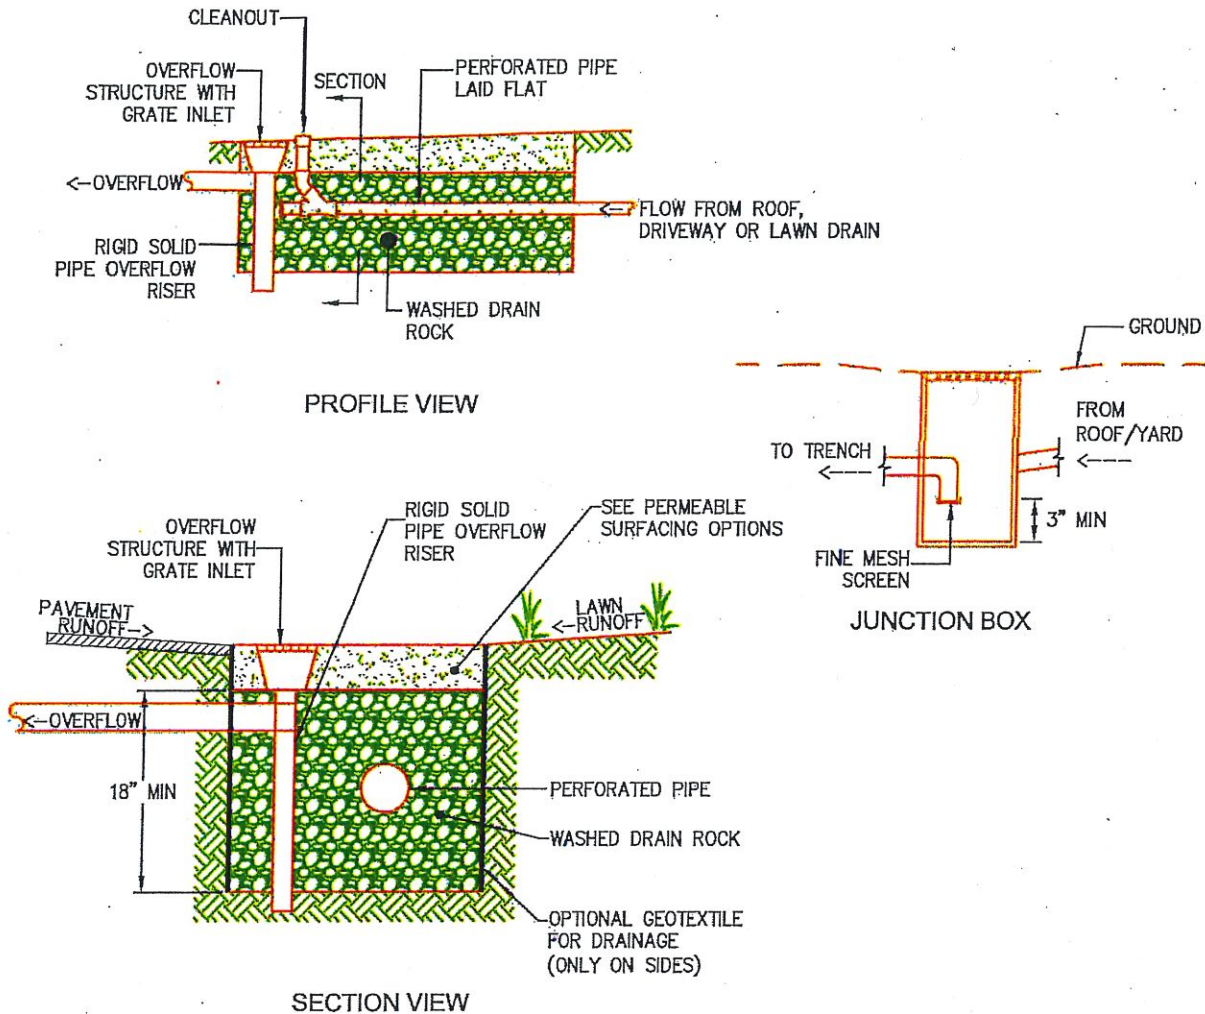 CLEANOUT
OVERFLOW
STRUCTURE WITH
GRATE INLET
SECTION
PERFORATED PIPE
LAID FLAT
<-OVERFLOW
FLOW FROM ROOF,
DRIVEWAY OR LAWN DRAIN
RIGID SOLID
PIPE OVERFLOW
RISER
WASHED DRAIN
ROCK
PROFILE VIEW
GROUND
FROM
ROOF/YARD
TO TRENCH
3" MIN
FINE MESH
SCREEN
JUNCTION BOX
OVERFLOW
STRUCTURE WITH
GRATE INLET
RIGID SOLID
PIPE OVERFLOW
RISER
SEE PERMEABLE
SURFACING OPTIONS
PAVEMENT
RUNOFF
LAWN
RUNOFF
<-OVERFLOW
18" MIN
PERFORATED PIPE
WASHED DRAIN ROCK
OPTIONAL GEOTEXTILE
FOR DRAINAGE
(ONLY ON SIDES)
SECTION VIEW